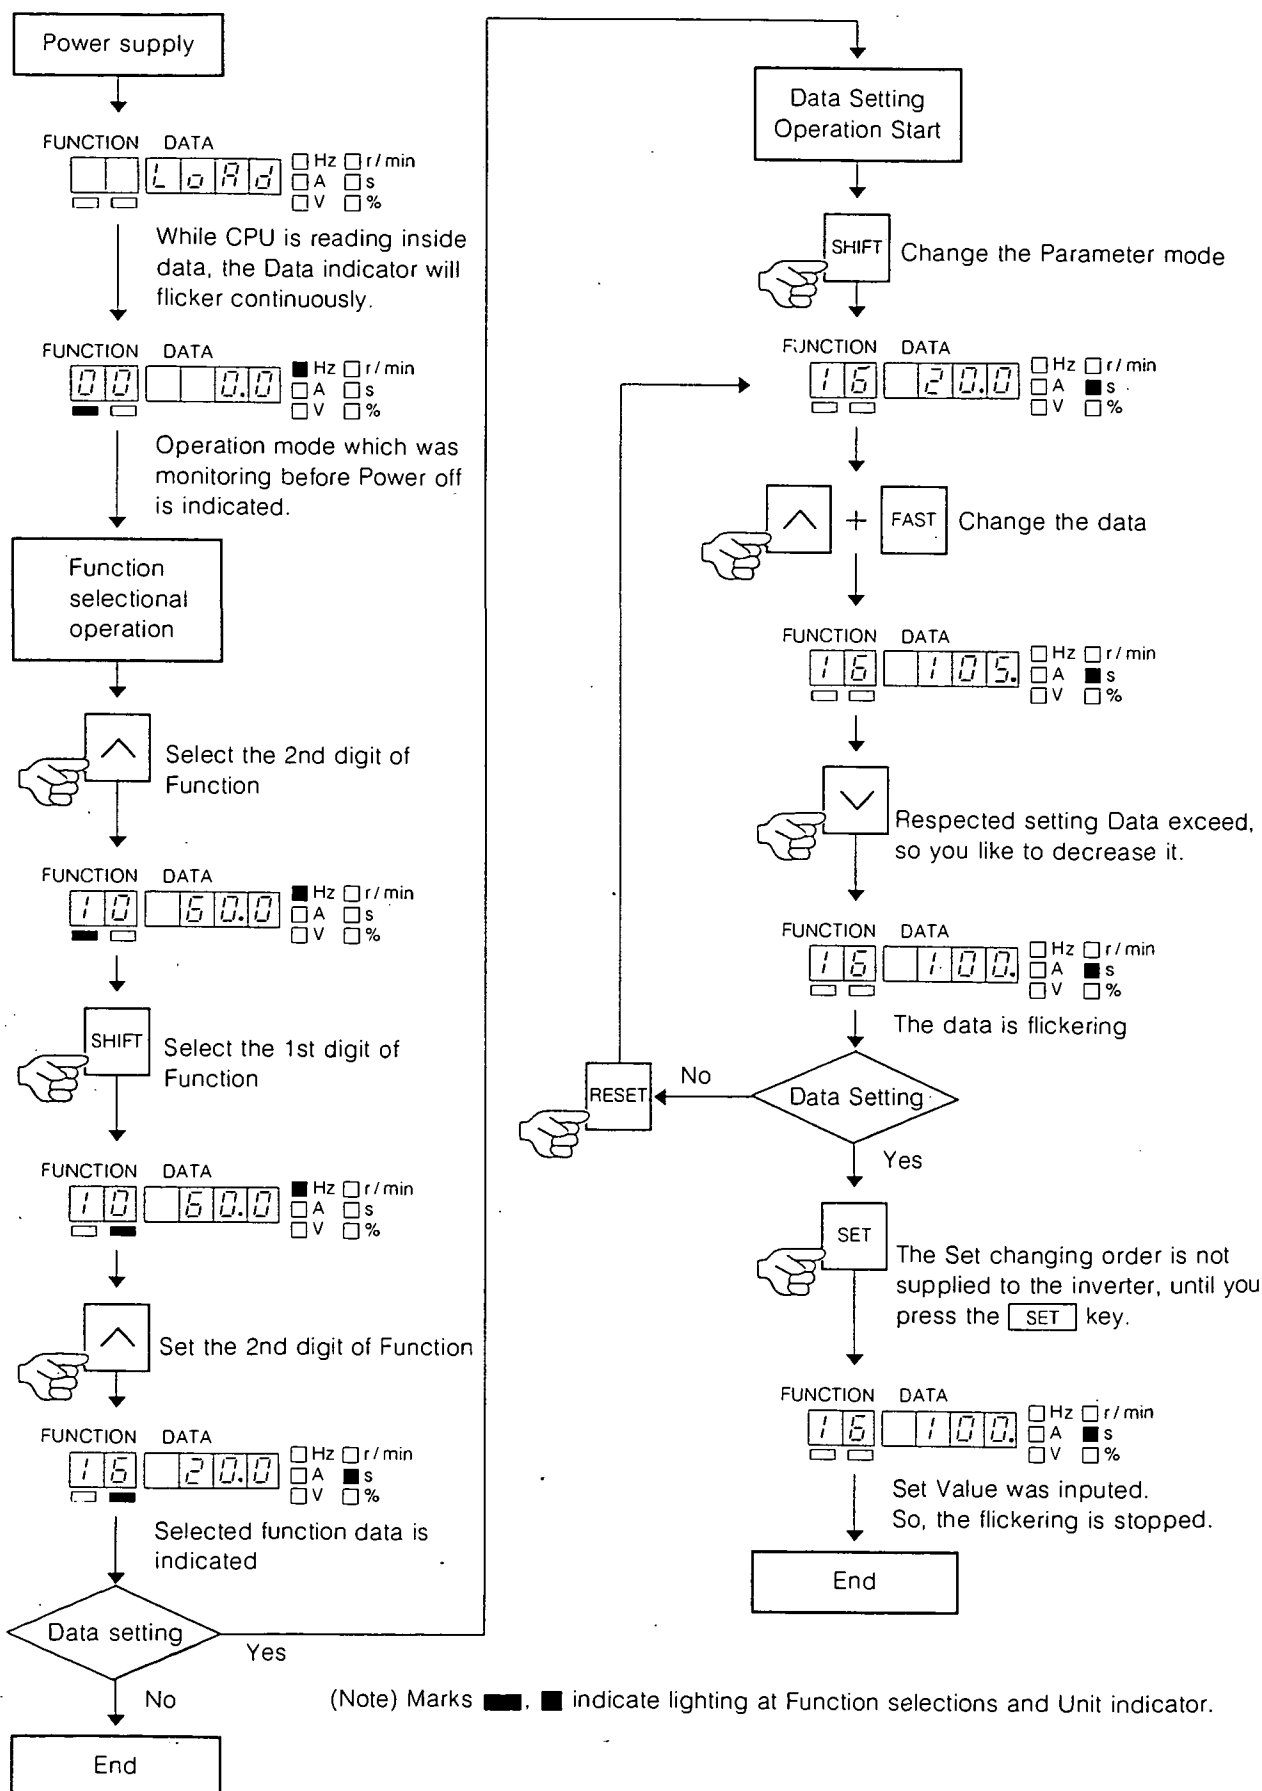 Power supply
FUNCTION DATA
LoAd
Hz r/min
A s
V %
While CPU is reading inside
data, the Data indicator will
flicker continuously.
FUNCTION DATA
00 0.0
Hz r/min
A s
V %
Operation mode which was
monitoring before Power off
is indicated.
Function
selectional
operation
Select the 2nd digit of
Function
FUNCTION DATA
10 60.0
Hz r/min
A s
V %
SHIFT
Select the 1st digit of
Function
FUNCTION DATA
10 60.0
Hz r/min
A s
V %
Set the 2nd digit of Function
FUNCTION DATA
16 20.0
Hz r/min
A s
V %
Selected function data is
indicated
Data setting
Yes
No
End
Data Setting
Operation Start
SHIFT
Change the Parameter mode
FUNCTION DATA
16 20.0
Hz r/min
A s
V %
+ FAST Change the data
FUNCTION DATA
16 105.
Hz r/min
A s
V %
Respected setting Data exceed,
so you like to decrease it.
FUNCTION DATA
16 100.
Hz r/min
A s
V %
The data is flickering
Data Setting
No
RESET
Yes
SET
The Set changing order is not
supplied to the inverter, until you
press the SET key.
FUNCTION DATA
16 100.
Hz r/min
A s
V %
Set Value was inputed.
So, the flickering is stopped.
End
(Note) Marks ▬, ■ indicate lighting at Function selections and Unit indicator.